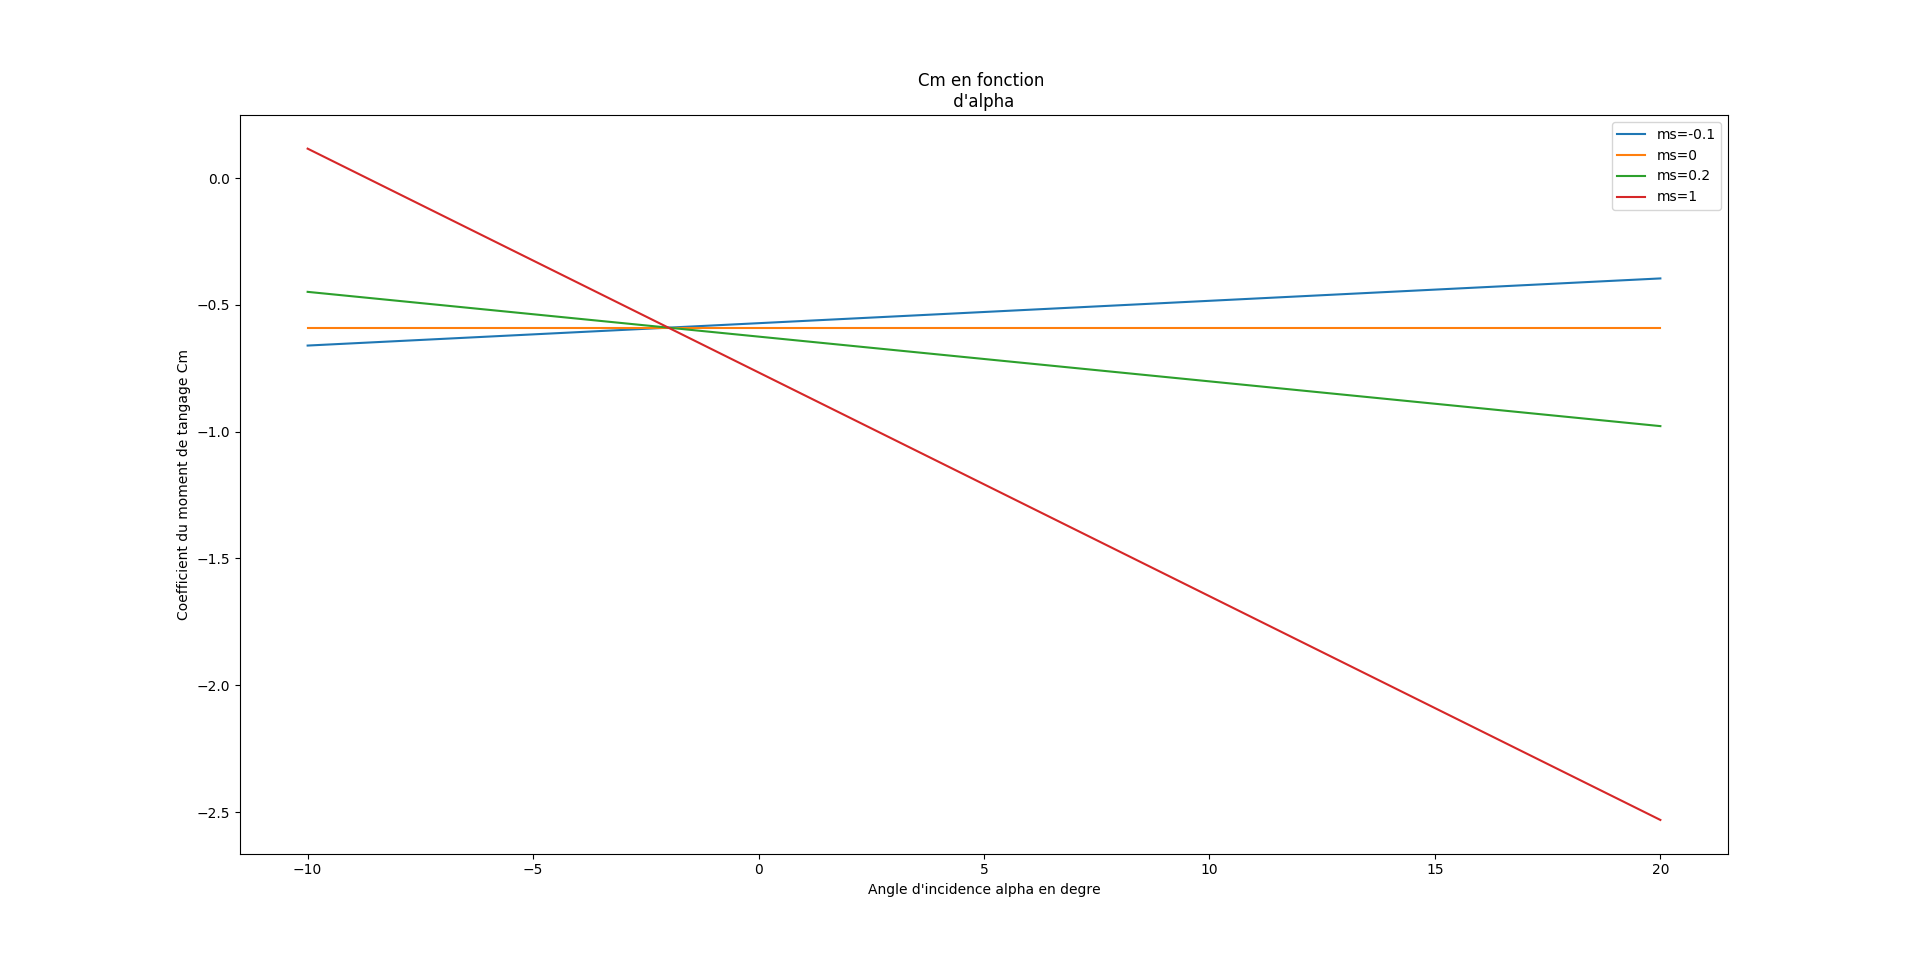 Cm en fonction
d'alpha
ms=-0.1
ms=0
ms=0.2
ms=1
Coefficient du moment de tangage Cm
0.0
−0.5
−1.0
−1.5
−2.0
−2.5
−10
−5
0
5
10
15
20
Angle d'incidence alpha en degre